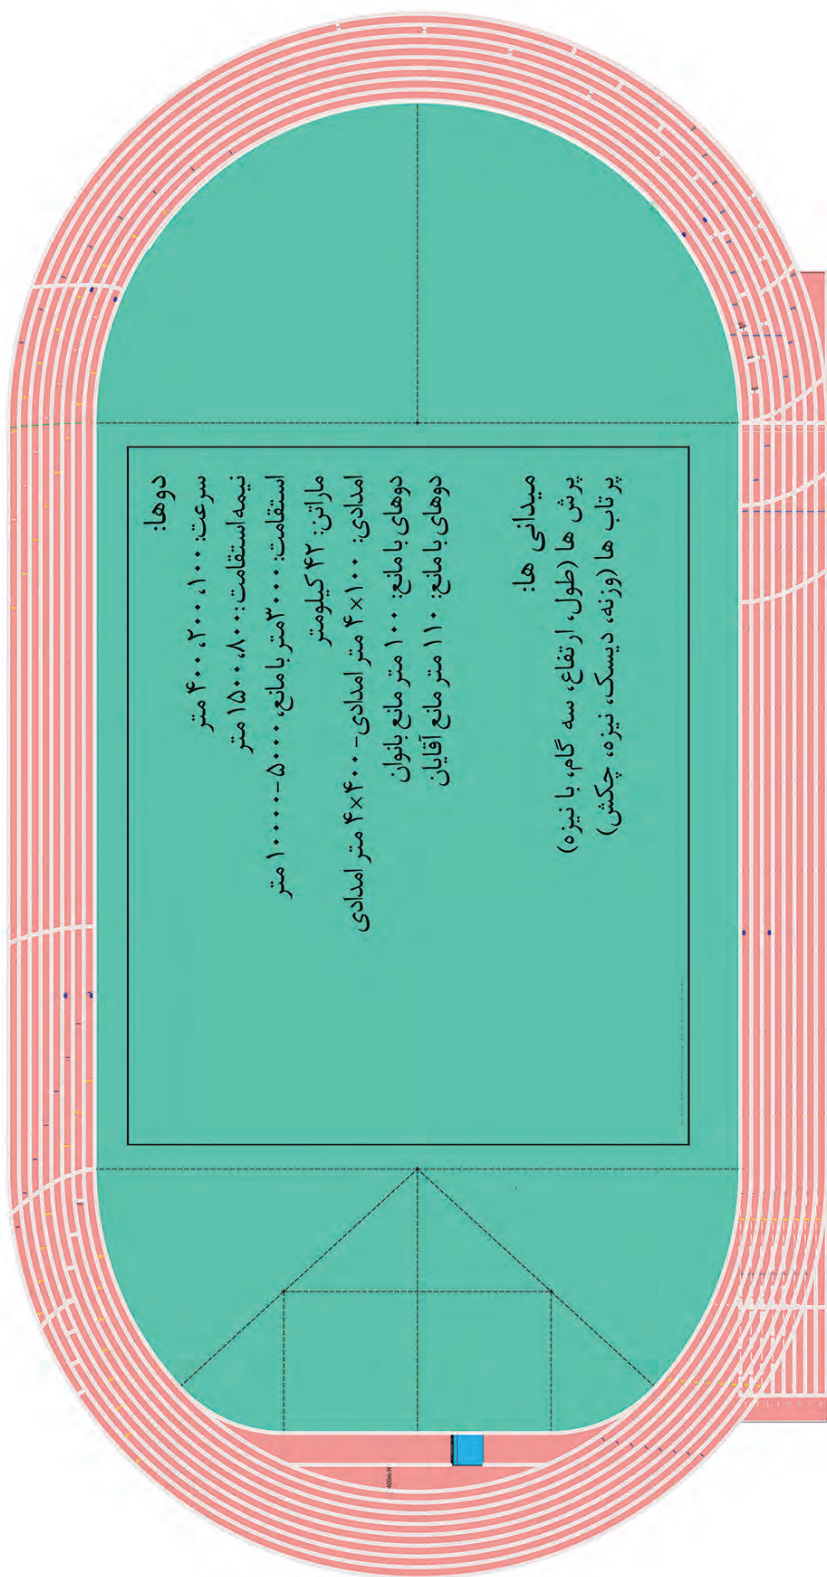 دوها:
سرعت: ۱۰۰، ۲۰۰، ۴۰۰ متر
نیمه استقامت: ۸۰۰، ۱۵۰۰ متر
استقامت: ۳۰۰۰ متر با مانع، ۵۰۰۰-۱۰۰۰۰ متر
ماراتن: ۴۲ کیلومتر
امدادی: ۱۰۰×۴ متر امدادی- ۴۰۰×۴ متر امدادی
دوهای با مانع: ۱۰۰ متر مانع بانوان
دوهای با مانع: ۱۱۰ متر مانع آقایان
میدانی ها:
پرش ها (طول، ارتفاع، سه گام، با نیزه)
پرتاب ها (وزنه، دیسک، نیزه، چکش)